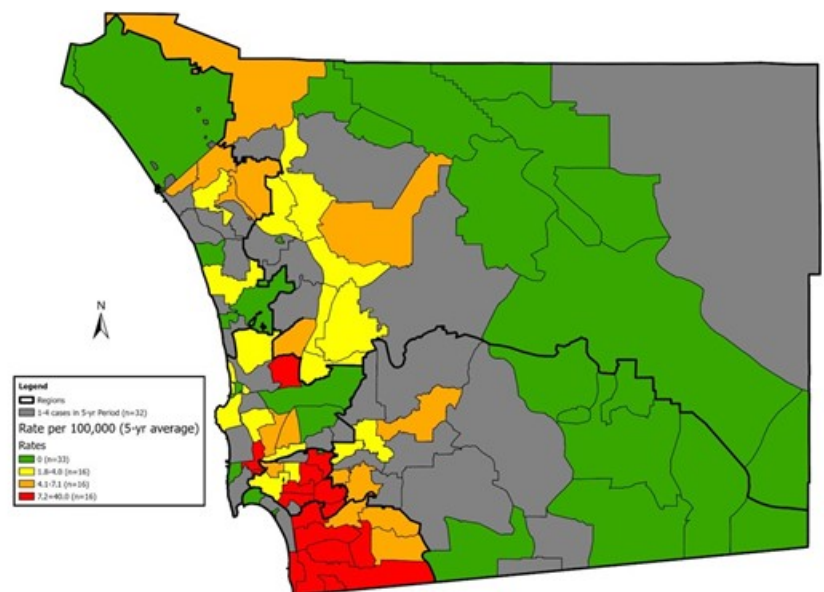 N
Legend
Regions
1-4 cases in 5-yr Period (n=32)
Rate per 100,000 (5-yr average)
Rates
0 (n=33)
1.8-4.0 (n=16)
4.1-7.1 (n=16)
7.2-40.0 (n=16)